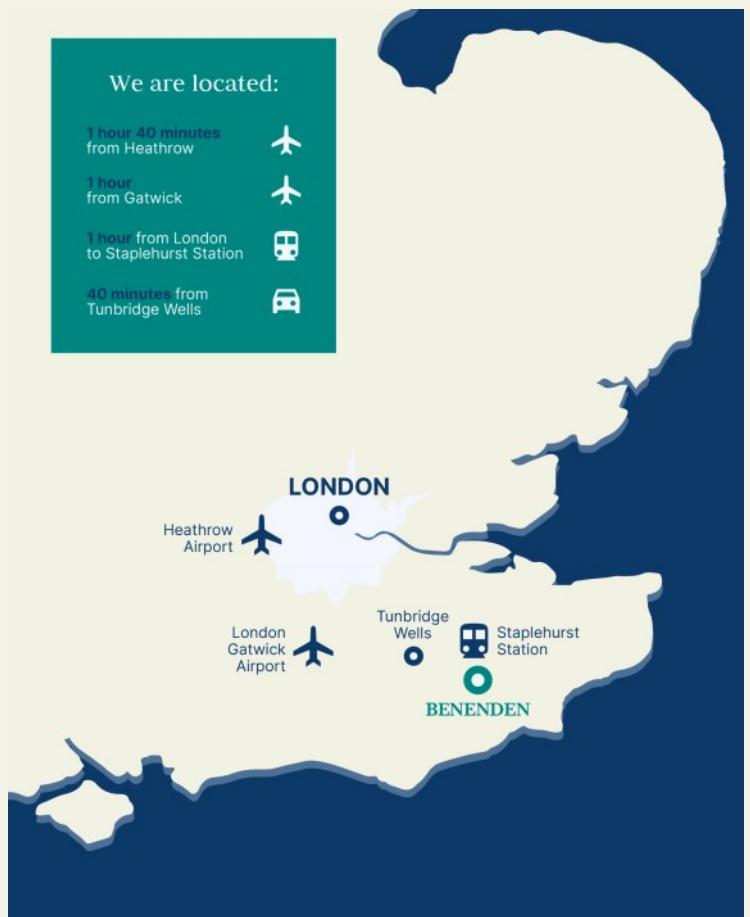 We are located:
1 hour 40 minutes
from Heathrow
1 hour
from Gatwick
1 hour from London
to Staplehurst Station
40 minutes from
Tunbridge Wells
LONDON
Heathrow
Airport
London
Gatwick
Airport
Tunbridge
Wells
Staplehurst
Station
BENENDEN